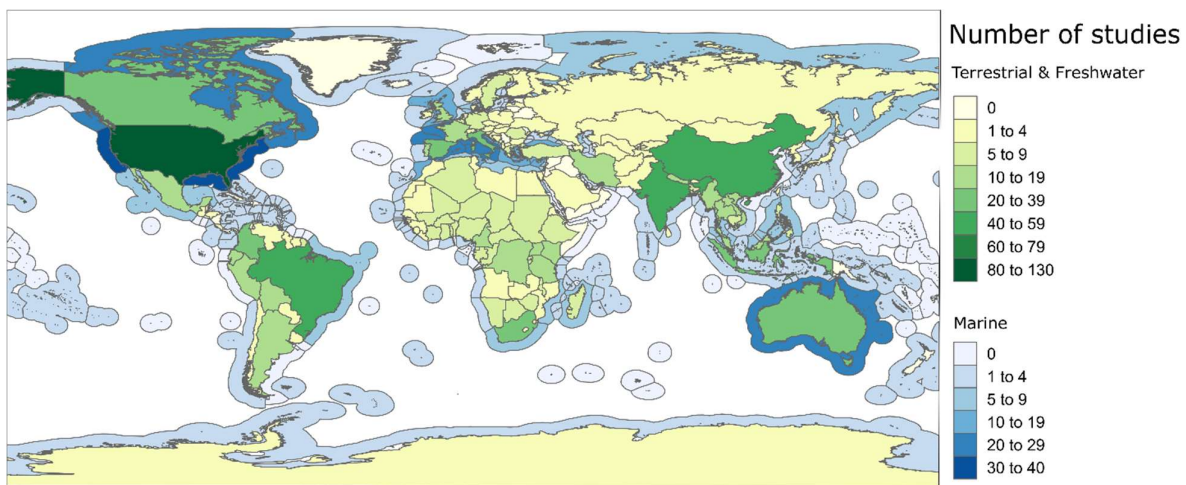 Number of studies
Terrestrial & Freshwater
0
1 to 4
5 to 9
10 to 19
20 to 39
40 to 59
60 to 79
80 to 130
Marine
0
1 to 4
5 to 9
10 to 19
20 to 29
30 to 40